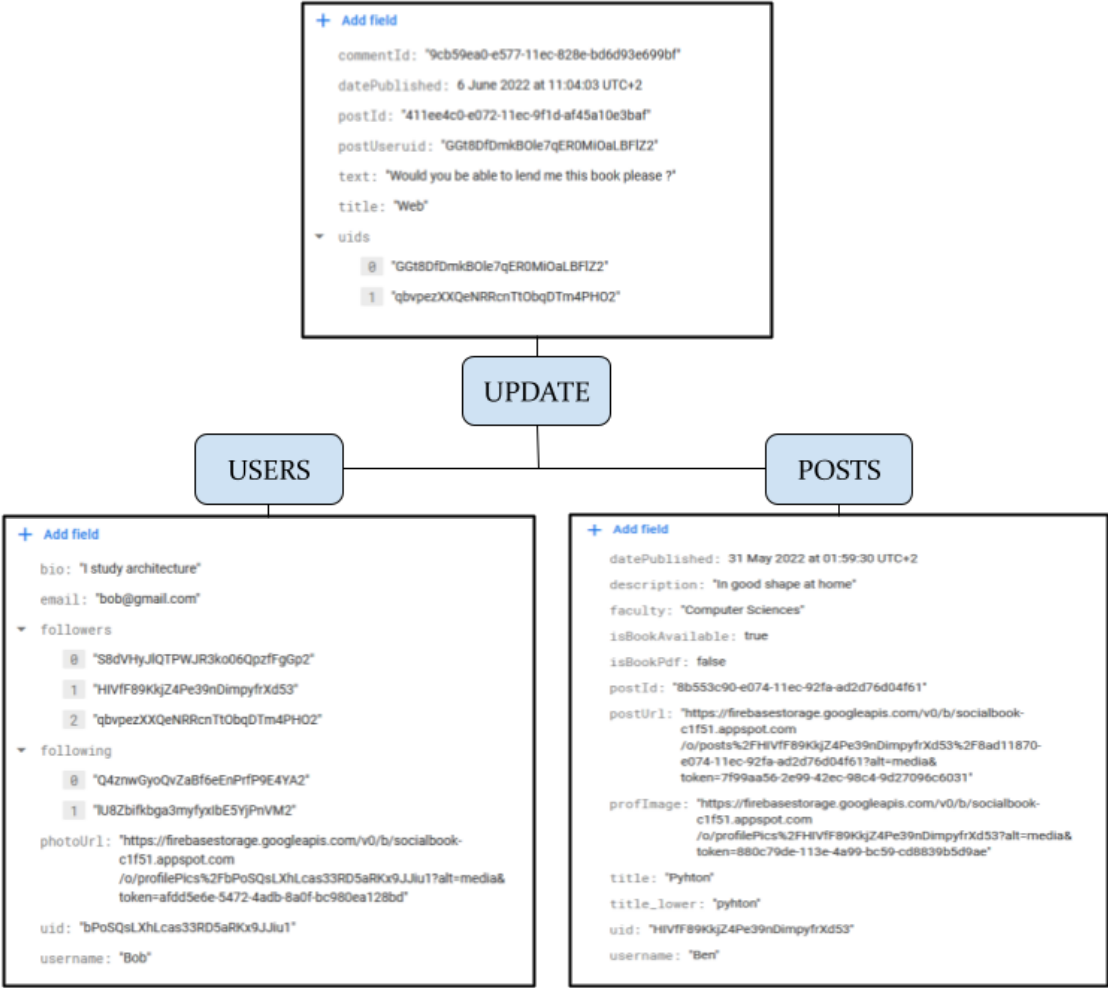 + Add field
commentId: "9cb59ea0-e577-11ec-828e-bd6d93e699bf"
datePublished: 6 June 2022 at 11:04:03 UTC+2
postId: "411ee4c0-e072-11ec-9f1d-af45a10e3baf"
postUseruid: "GGt8DfDmkBOle7qER0MiOaLBFlZ2"
text: "Would you be able to lend me this book please ?"
title: "Web"
uids
0 "GGt8DfDmkBOle7qER0MiOaLBFlZ2"
1 "qbvpezXXQeNRRcnTtObqDTm4PHO2"
UPDATE
USERS
POSTS
+ Add field
bio: "I study architecture"
email: "bob@gmail.com"
followers
0 "S8dVHyJlQTPWJR3ko06QpzfFgGp2"
1 "HIVfF89KkjZ4Pe39nDimpyfrXd53"
2 "qbvpezXXQeNRRcnTtObqDTm4PHO2"
following
0 "Q4znwGyoQvZaBf6eEnPrfP9E4YA2"
1 "lU8Zbifkbga3myfyxIbE5YjPnVM2"
photoUrl: "https://firebasestorage.googleapis.com/v0/b/socialbook-
c1f51.appspot.com
/o/profilePics%2FbPoSQsLXhLcas33RD5aRKx9JJiu1?alt=media&
token=afdd5e6e-5472-4adb-8a0f-bc980ea128bd"
uid: "bPoSQsLXhLcas33RD5aRKx9JJiu1"
username: "Bob"
+ Add field
datePublished: 31 May 2022 at 01:59:30 UTC+2
description: "In good shape at home"
faculty: "Computer Sciences"
isBookAvailable: true
isBookPdf: false
postId: "8b553c90-e074-11ec-92fa-ad2d76d04f61"
postUrl: "https://firebasestorage.googleapis.com/v0/b/socialbook-
c1f51.appspot.com
/o/posts%2FHIVfF89KkjZ4Pe39nDimpyfrXd53%2F8ad11870-
e074-11ec-92fa-ad2d76d04f61?alt=media&
token=7f99aa56-2e99-42ec-98c4-9d27096c6031"
profImage: "https://firebasestorage.googleapis.com/v0/b/socialbook-
c1f51.appspot.com
/o/profilePics%2FHIVfF89KkjZ4Pe39nDimpyfrXd53?alt=media&
token=880c79de-113e-4a99-bc59-cd8839b5d9ae"
title: "Pyhton"
title_lower: "pyhton"
uid: "HIVfF89KkjZ4Pe39nDimpyfrXd53"
username: "Ben"